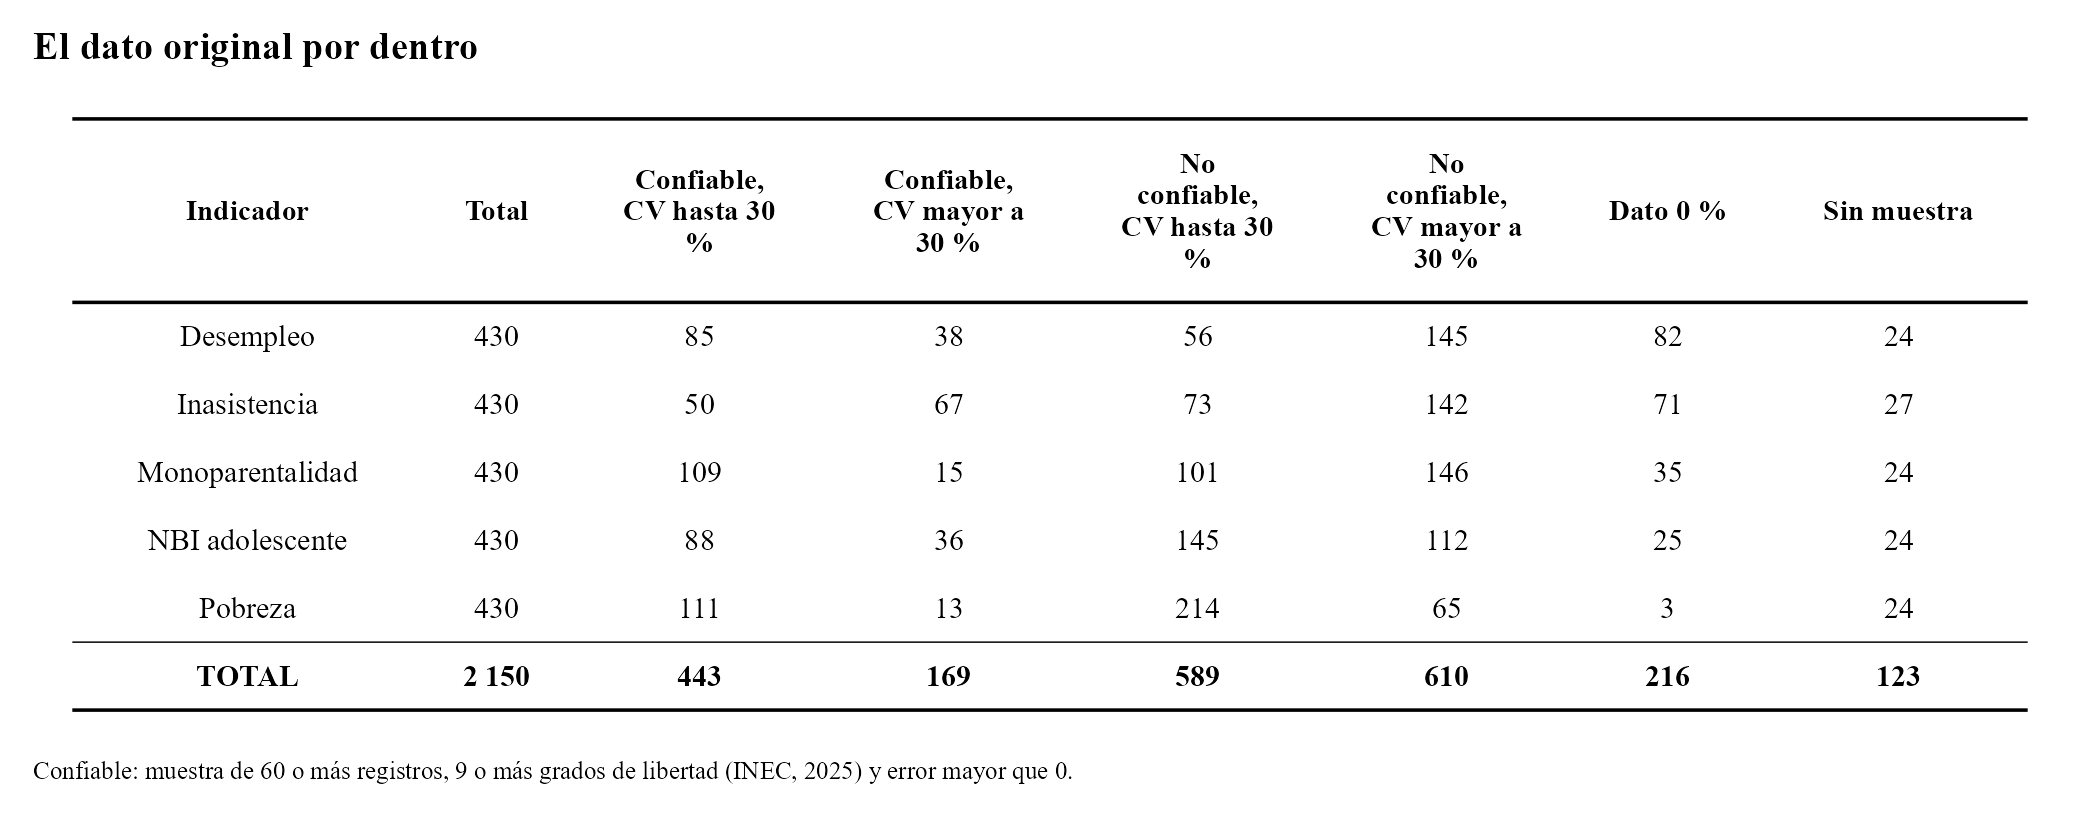 El dato original por dentro
Indicador Total Confiable, CV hasta 30 % Confiable, CV mayor a 30 % No confiable, CV hasta 30 % No confiable, CV mayor a 30 % Dato 0 % Sin muestra
Desempleo 430 85 38 56 145 82 24
Inasistencia 430 50 67 73 142 71 27
Monoparentalidad 430 109 15 101 146 35 24
NBI adolescente 430 88 36 145 112 25 24
Pobreza 430 111 13 214 65 3 24
TOTAL 2 150 443 169 589 610 216 123
Confiable: muestra de 60 o más registros, 9 o más grados de libertad (INEC, 2025) y error mayor que 0.